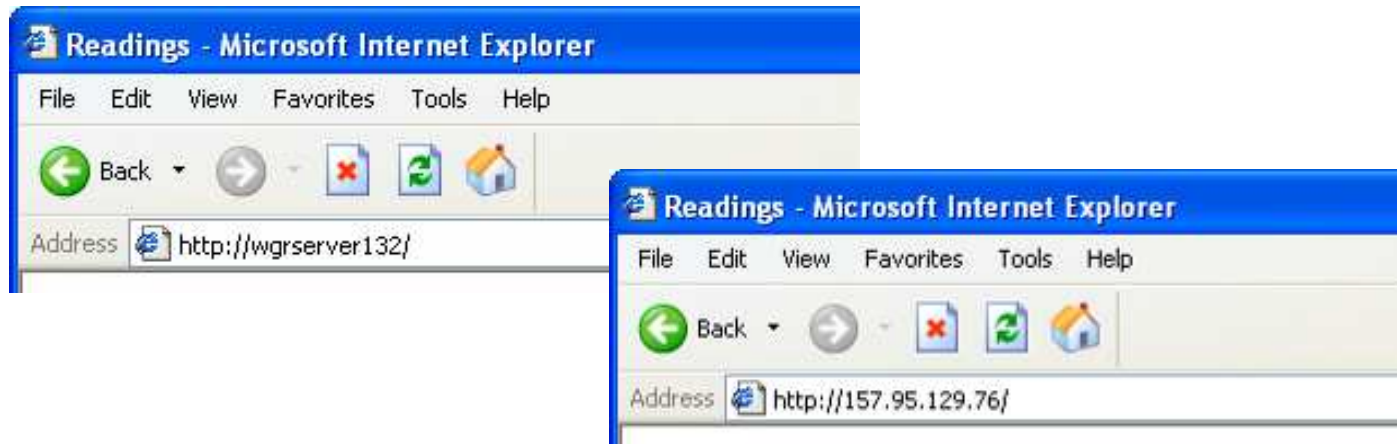 Readings - Microsoft Internet Explorer
File Edit View Favorites Tools Help
Back
Address http://wgrserver132/
Readings - Microsoft Internet Explorer
File Edit View Favorites Tools Help
Back
Address http://157.95.129.76/